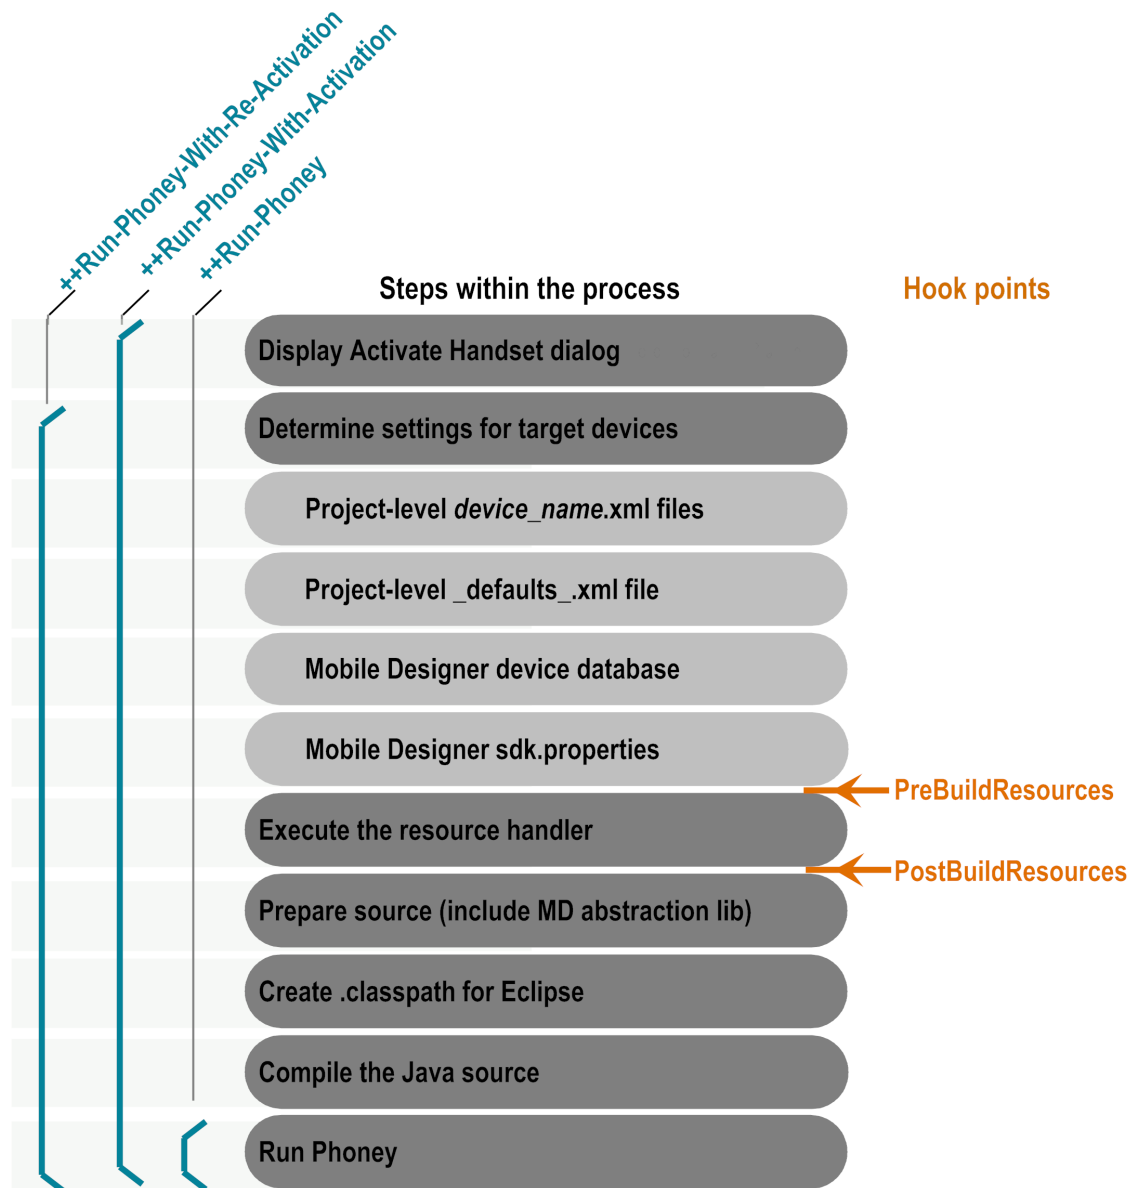 ++Run-Phoney-With-Re-Activation
++Run-Phoney-With-Activation
++Run-Phoney
Steps within the process
Hook points
Display Activate Handset dialog
Determine settings for target devices
Project-level device_name.xml files
Project-level _defaults_.xml file
Mobile Designer device database
Mobile Designer sdk.properties
PreBuildResources
Execute the resource handler
PostBuildResources
Prepare source (include MD abstraction lib)
Create .classpath for Eclipse
Compile the Java source
Run Phoney